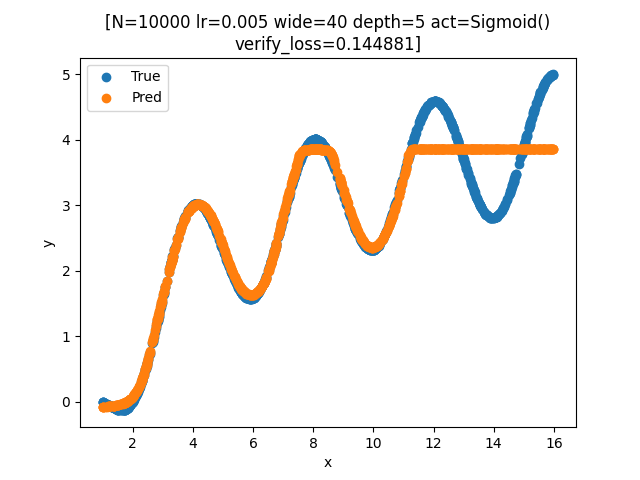 [N=10000 lr=0.005 wide=40 depth=5 act=Sigmoid()
verify_loss=0.144881]
True
Pred
5
4
3
2
1
0
y
2 4 6 8 10 12 14 16
x